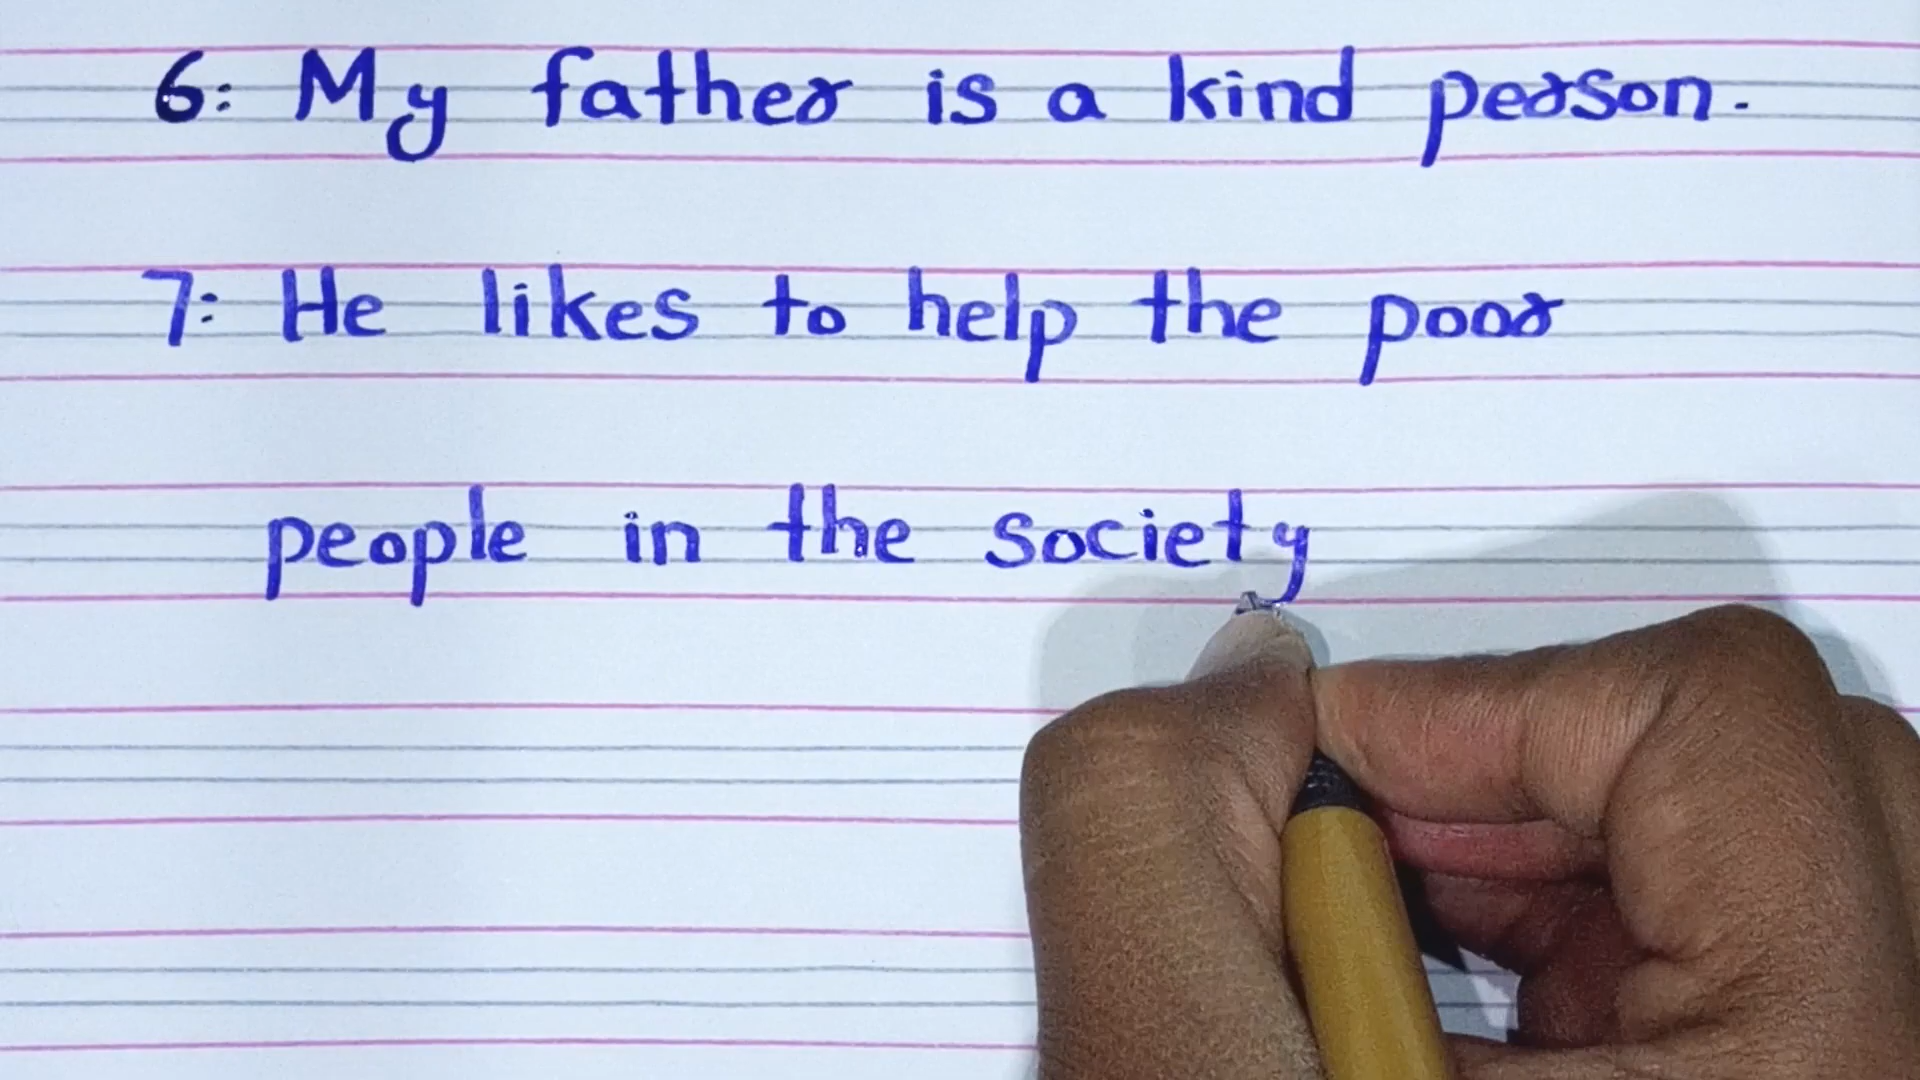 6: My father is a kind person.
7: He likes to help the poor
people in the society